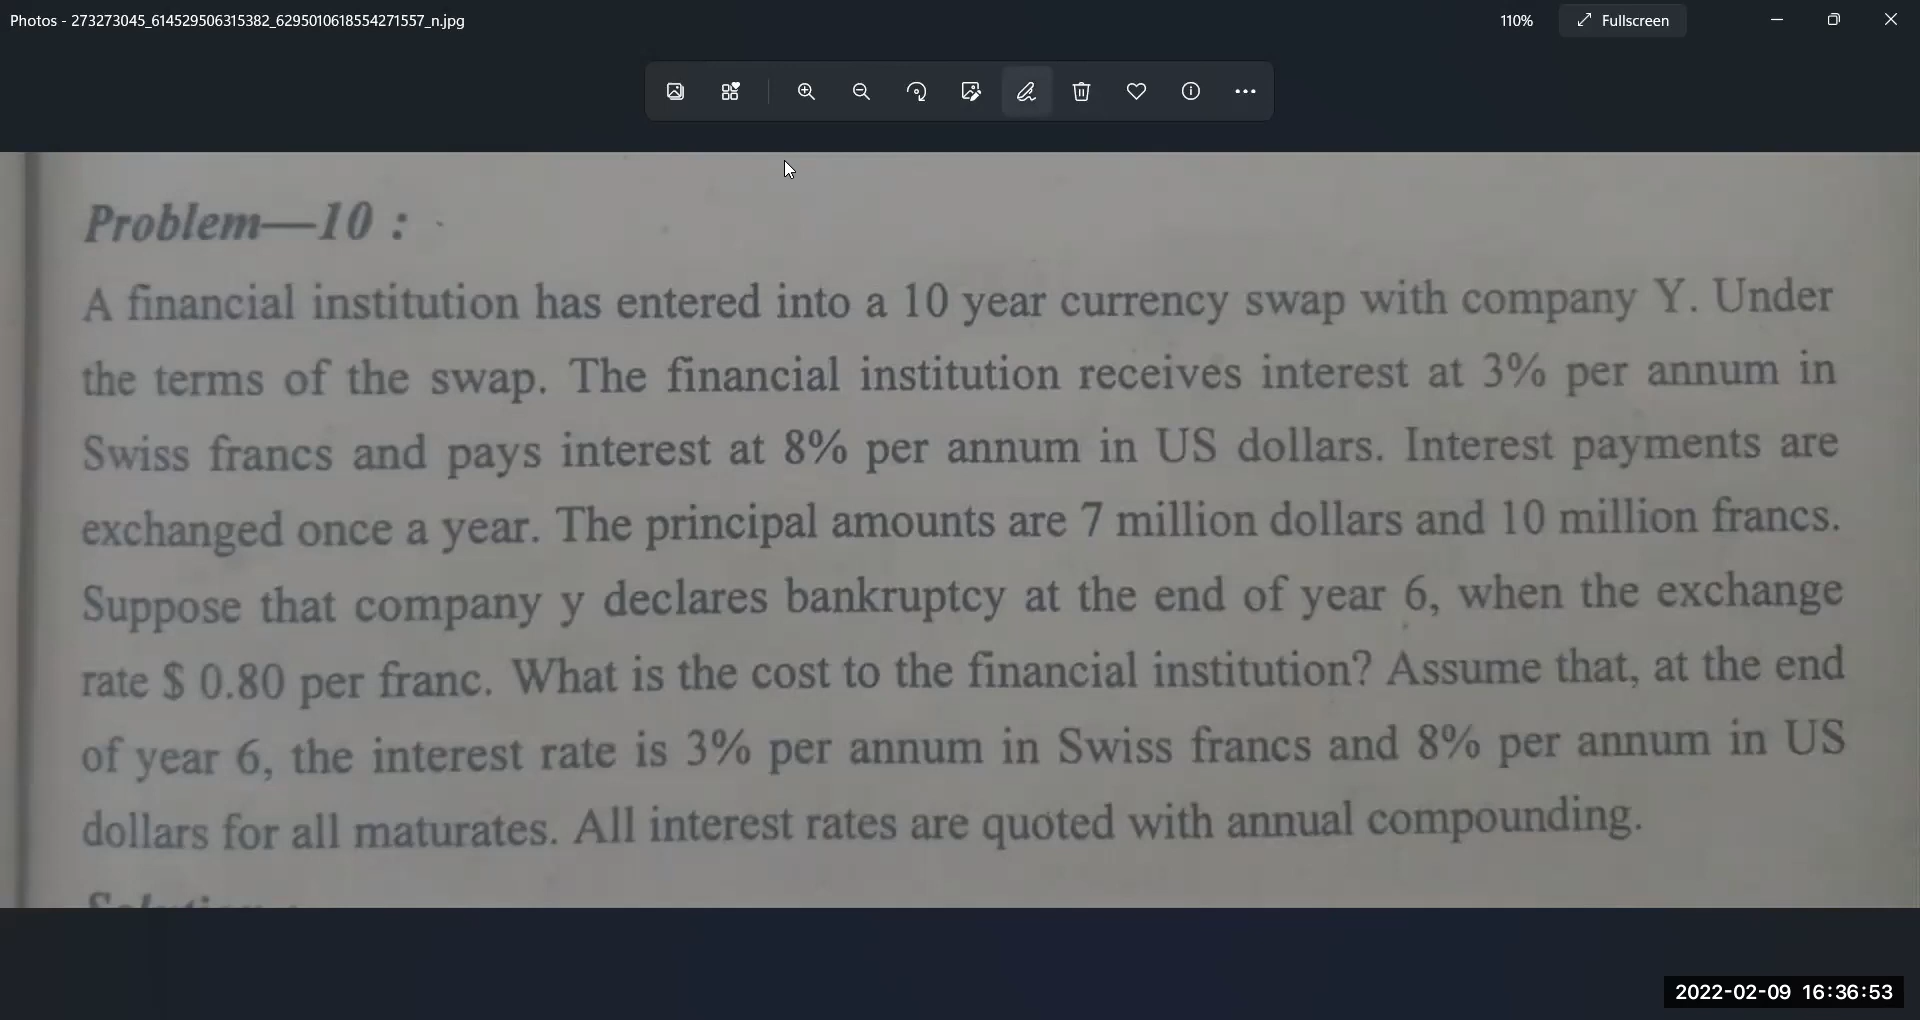 Photos - 273273045_614529506315382_6295010618554271557_n.jpg
110%
Fullscreen
Problem—10 :
A financial institution has entered into a 10 year currency swap with company Y. Under
the terms of the swap. The financial institution receives interest at 3% per annum in
Swiss francs and pays interest at 8% per annum in US dollars. Interest payments are
exchanged once a year. The principal amounts are 7 million dollars and 10 million francs.
Suppose that company y declares bankruptcy at the end of year 6, when the exchange
rate $ 0.80 per franc. What is the cost to the financial institution? Assume that, at the end
of year 6, the interest rate is 3% per annum in Swiss francs and 8% per annum in US
dollars for all maturates. All interest rates are quoted with annual compounding.
2022-02-09 16:36:53